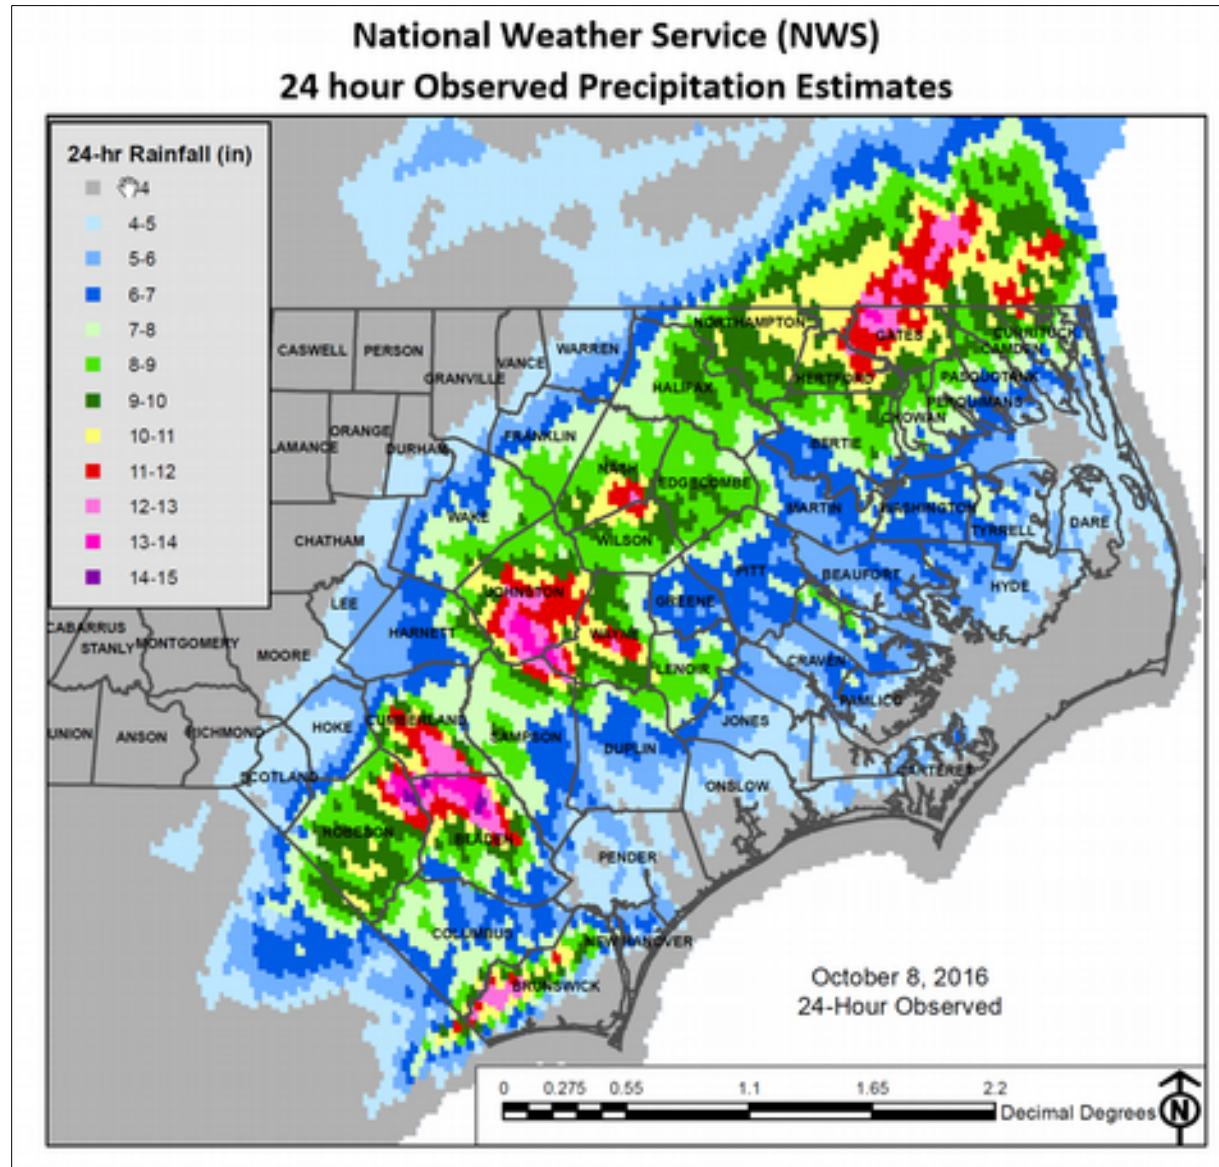 National Weather Service (NWS)
24 hour Observed Precipitation Estimates
24-hr Rainfall (in)
4
4-5
5-6
6-7
7-8
8-9
9-10
10-11
11-12
12-13
13-14
14-15
NORTHAMPTON
GATES
CURRITUCK
CAMDEN
CASWELL
PERSON
VANCE
WARREN
GRANVILLE
HALIFAX
HERTFORD
PASQUOTANK
PERQUIMANS
CHOWAN
LAMANCE
ORANGE
DURHAM
FRANKLIN
BERTIE
NASH
EDGECOMBE
WAKE
MARTIN
WASHINGTON
TYRRELL
DARE
CHATHAM
WILSON
PITT
BEAUFORT
HYDE
LEE
JOHNSTON
GREENE
CABARRUS
STANLY
MONTGOMERY
MOORE
HARNETT
WAYNE
LENOIR
CRAVEN
PAMLICO
UNION
ANSON
RICHMOND
HOKE
CUMBERLAND
SAMPSON
DUPLIN
JONES
SCOTLAND
ONSLOW
CARTERET
ROBESON
BLADEN
PENDER
COLUMBUS
NEW HANOVER
BRUNSWICK
October 8, 2016
24-Hour Observed
0 0.275 0.55 1.1 1.65 2.2
Decimal Degrees
N